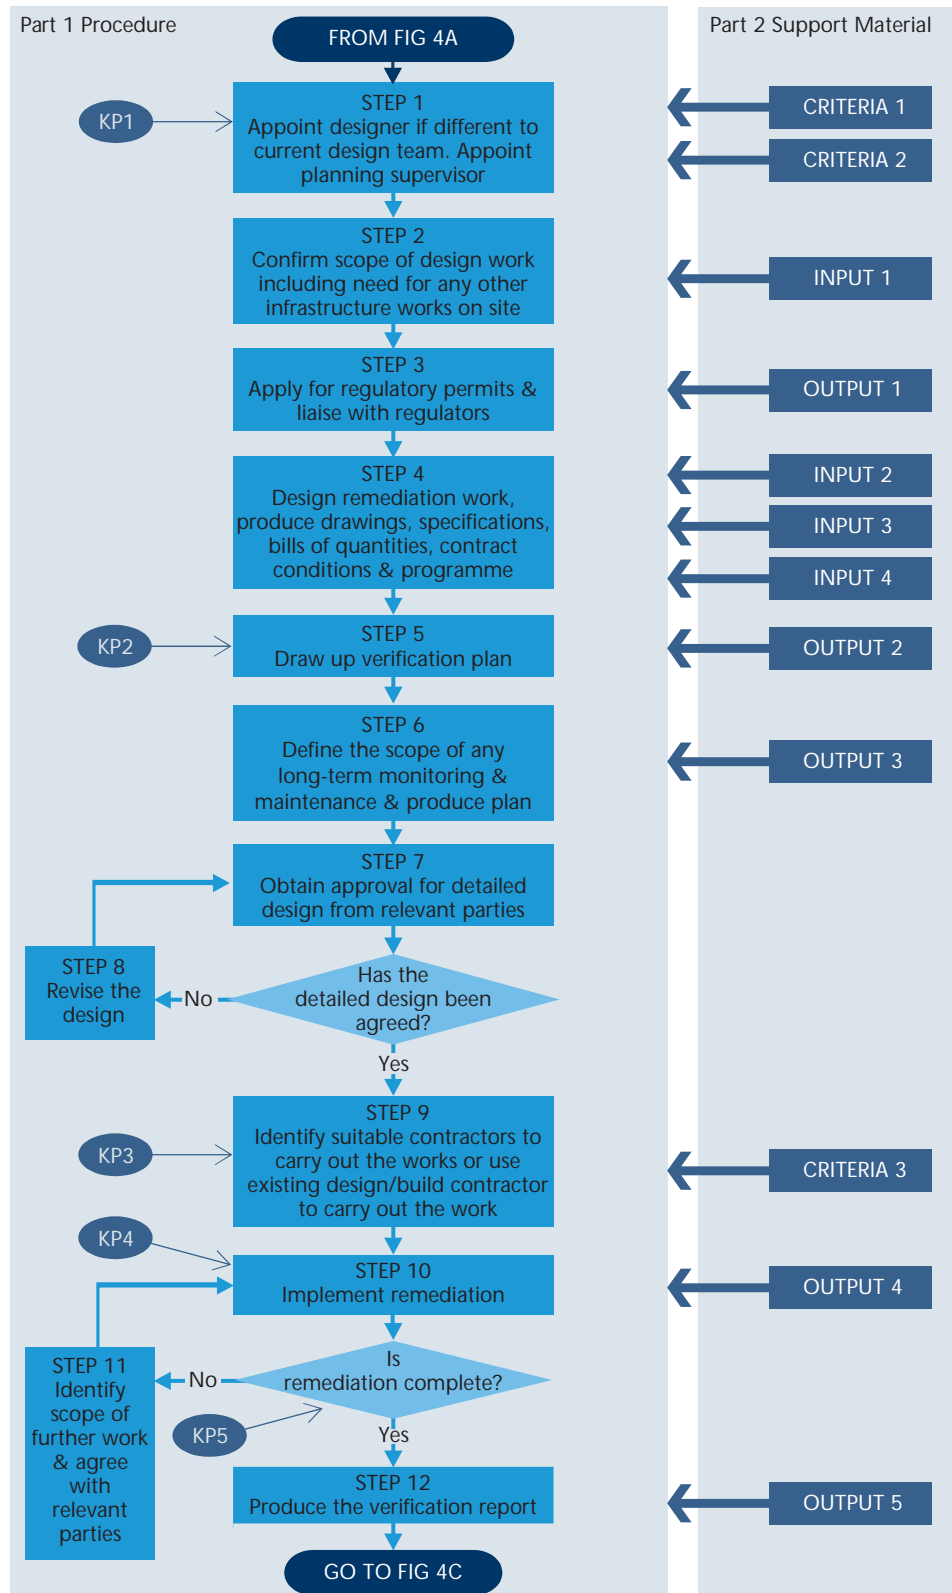 Part 1 Procedure
Part 2 Support Material
FROM FIG 4A
STEP 1
Appoint designer if different to
current design team. Appoint
planning supervisor
KP1
CRITERIA 1
CRITERIA 2
STEP 2
Confirm scope of design work
including need for any other
infrastructure works on site
INPUT 1
STEP 3
Apply for regulatory permits &
liaise with regulators
OUTPUT 1
STEP 4
Design remediation work,
produce drawings, specifications,
bills of quantities, contract
conditions & programme
INPUT 2
INPUT 3
INPUT 4
STEP 5
Draw up verification plan
KP2
OUTPUT 2
STEP 6
Define the scope of any
long-term monitoring &
maintenance & produce plan
OUTPUT 3
STEP 7
Obtain approval for detailed
design from relevant parties
STEP 8
Revise the
design
No
Has the
detailed design been
agreed?
Yes
STEP 9
Identify suitable contractors to
carry out the works or use
existing design/build contractor
to carry out the work
KP3
CRITERIA 3
KP4
STEP 10
Implement remediation
OUTPUT 4
STEP 11
Identify
scope of
further work
& agree
with
relevant
parties
No
Is
remediation complete?
KP5
Yes
STEP 12
Produce the verification report
OUTPUT 5
GO TO FIG 4C